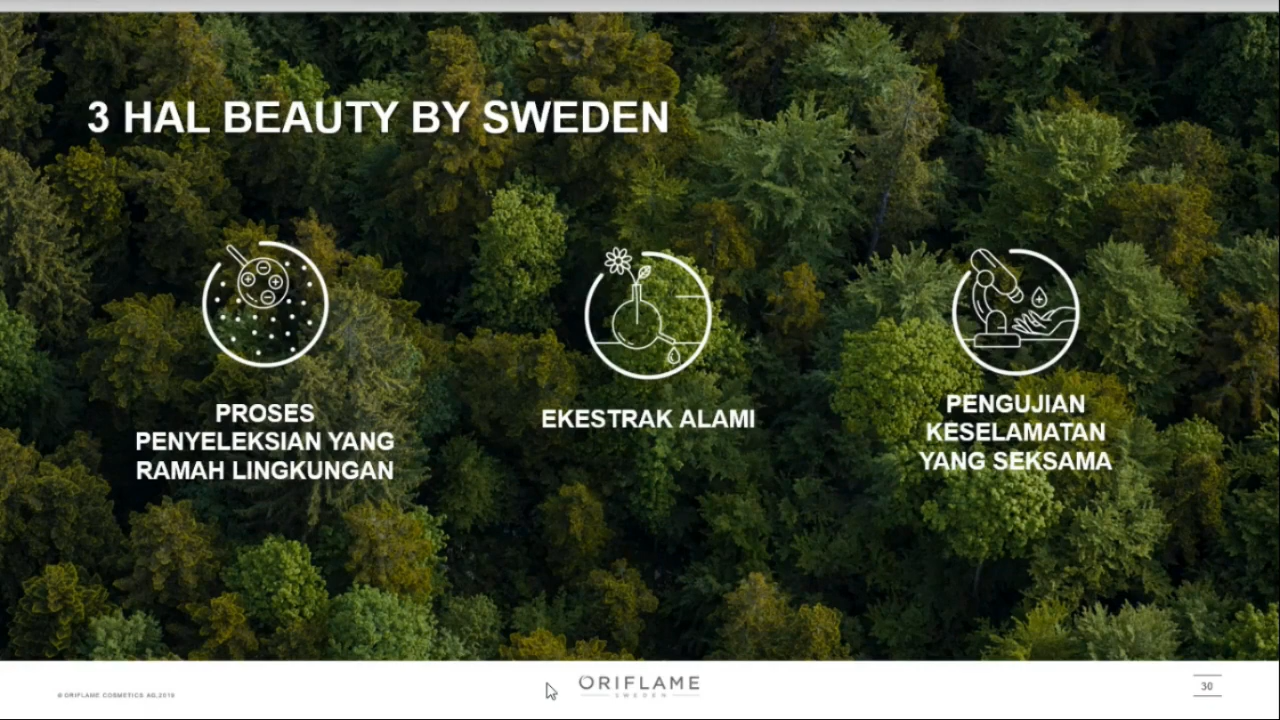 3 HAL BEAUTY BY SWEDEN
PROSES
PENYELEKSIAN YANG
RAMAH LINGKUNGAN
EKESTRAK ALAMI
PENGUJIAN
KESELAMATAN
YANG SEKSAMA
© ORIFLAME COSMETICS AG, 2019
ORIFLAME
SWEDEN
30